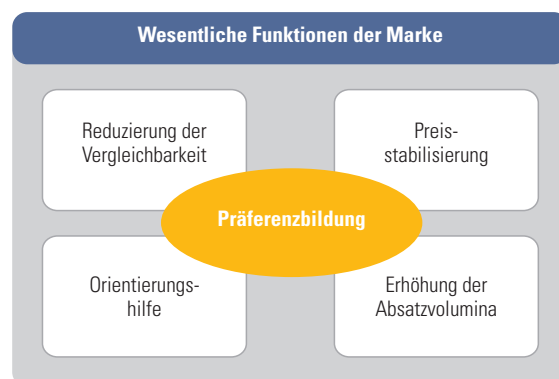 Wesentliche Funktionen der Marke
Reduzierung der
Vergleichbarkeit
Preis-
stabilisierung
Präferenzbildung
Orientierungs-
hilfe
Erhöhung der
Absatzvolumina